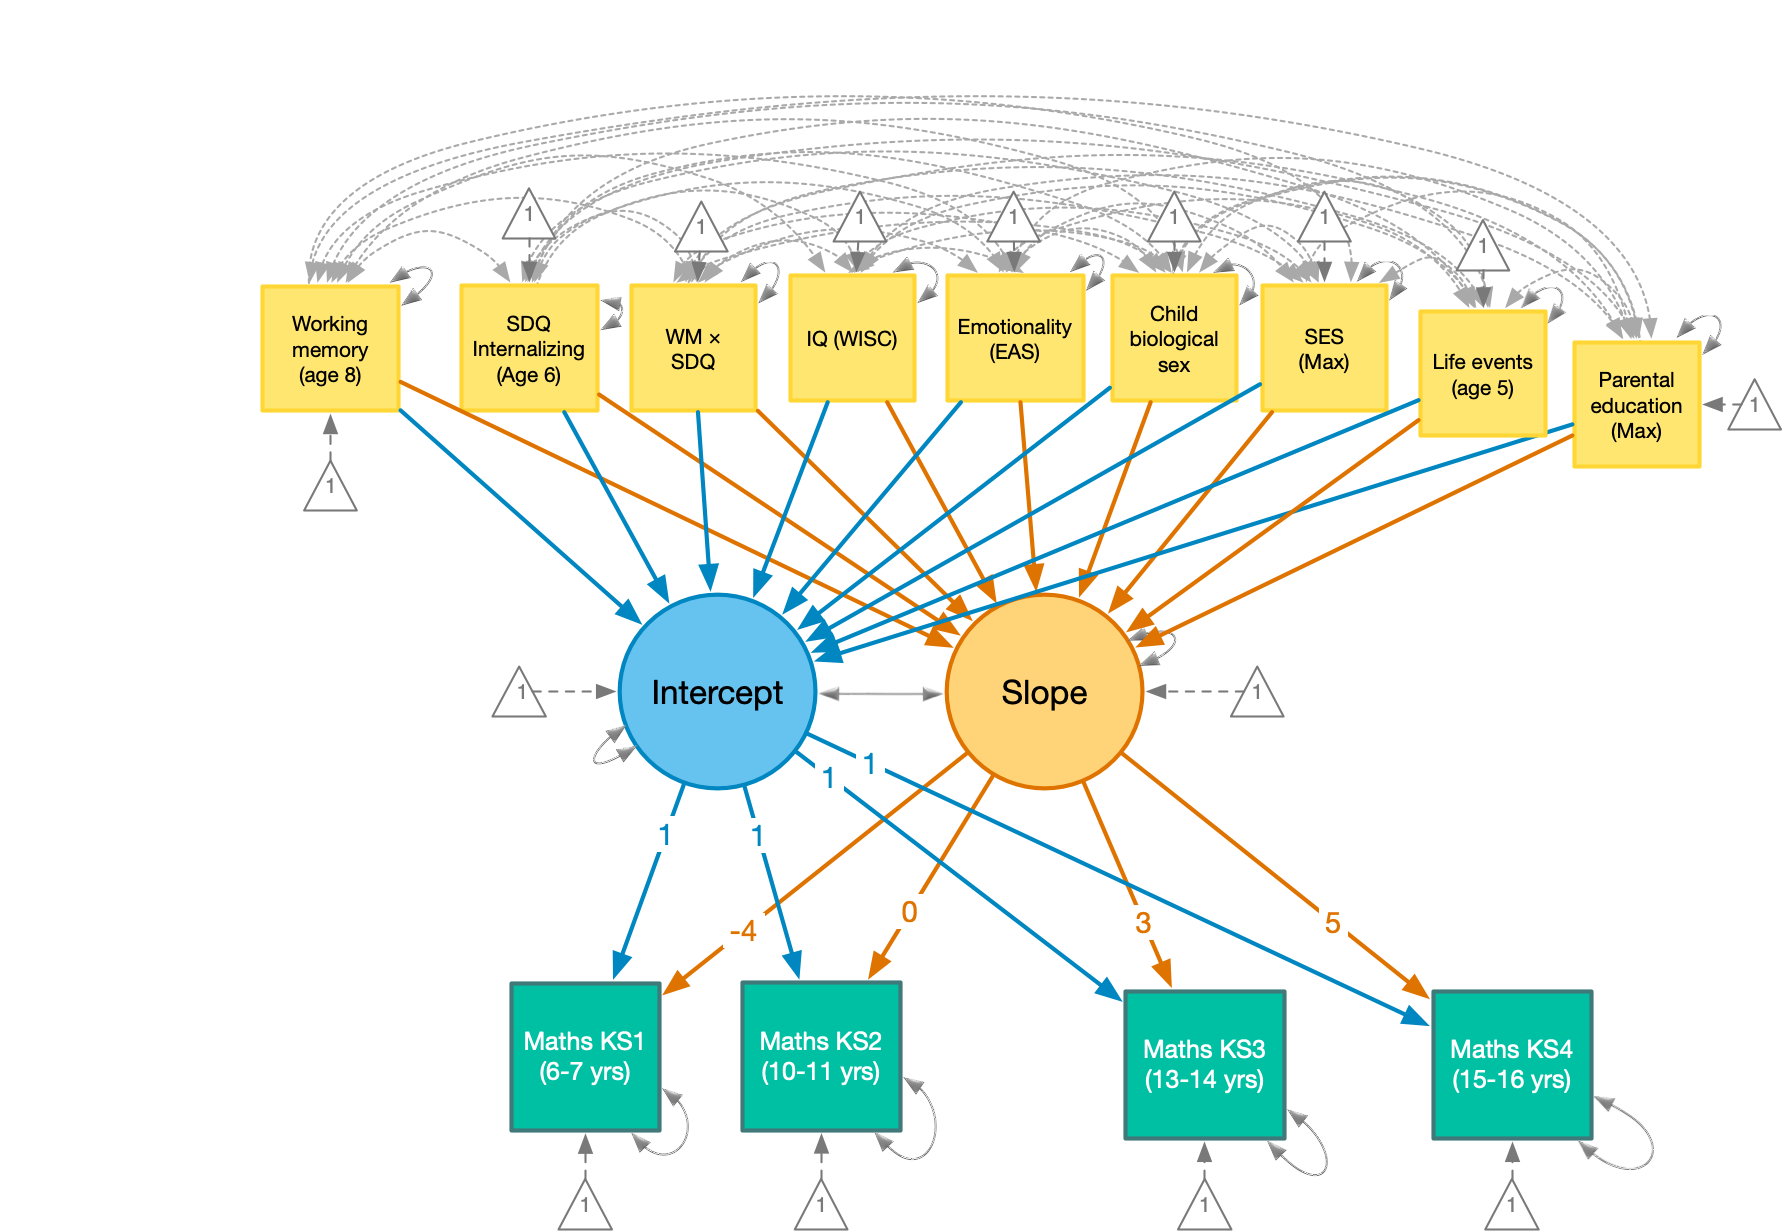 1
1
1
1
1
1
1
Working
memory
(age 8)
SDQ
Internalizing
(Age 6)
WM ×
SDQ
IQ (WISC)
Emotionality
(EAS)
Child
biological
sex
SES
(Max)
Life events
(age 5)
Parental
education
(Max)
1
1
1
Intercept
Slope
1
1
1
1
1
-4
0
3
5
Maths KS1
(6-7 yrs)
Maths KS2
(10-11 yrs)
Maths KS3
(13-14 yrs)
Maths KS4
(15-16 yrs)
1
1
1
1